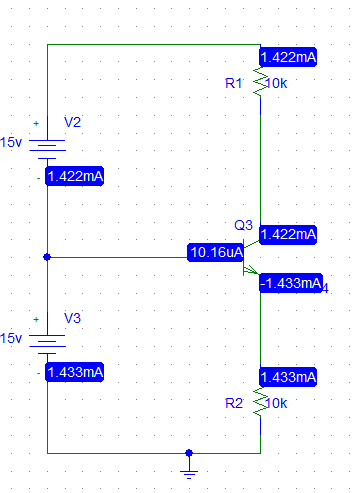 1.422mA
R1 10k
+ V2
15v
- 1.422mA
Q3
1.422mA
10.16uA
-1.433mA 4
+ V3
15v
- 1.433mA
1.433mA
R2 10k